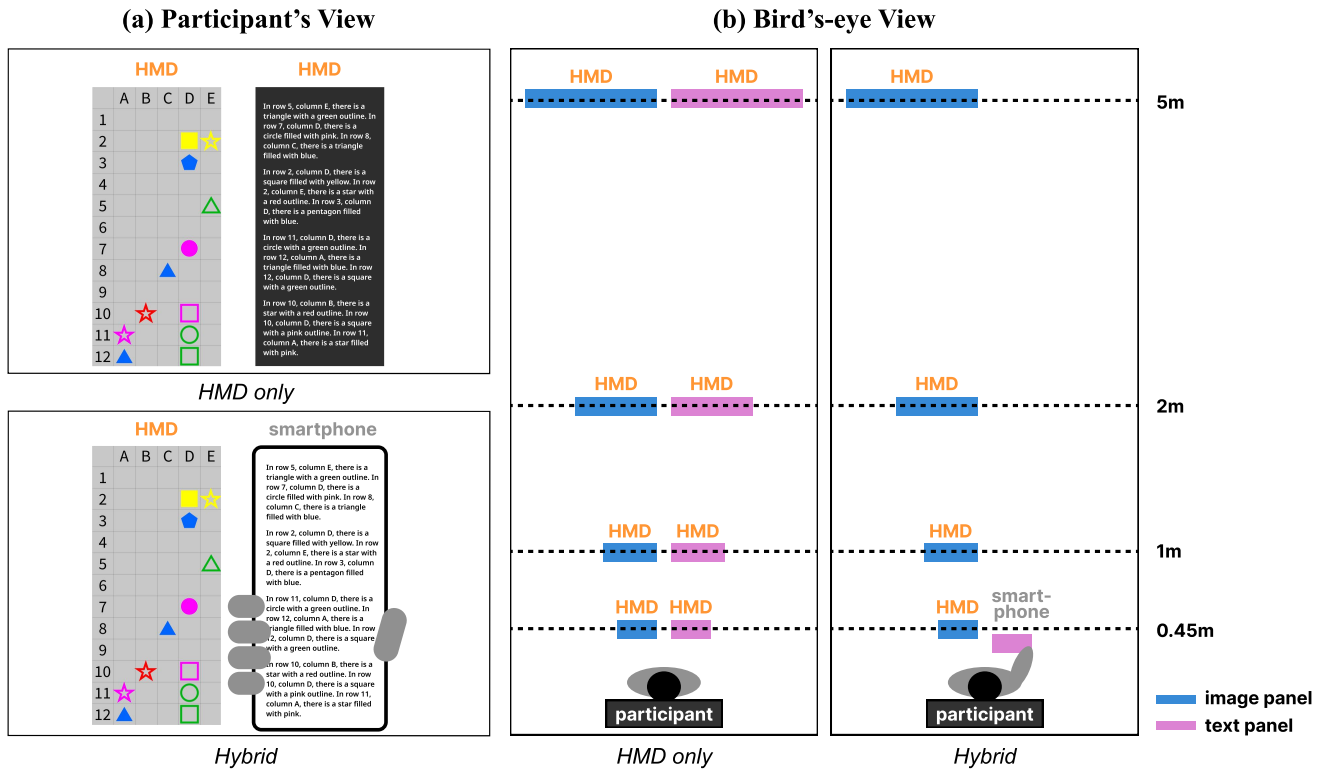 (a) Participant's View
HMD
HMD
A B C D E
1
2
3
4
5
6
7
8
9
10
11
12
In row 5, column E, there is a
triangle with a green outline. In
row 7, column D, there is a
circle filled with pink. In row 8,
column C, there is a triangle
filled with blue.
In row 2, column D, there is a
square filled with yellow. In row
2, column E, there is a star with
a red outline. In row 3, column
D, there is a pentagon filled
with blue.
In row 11, column D, there is a
circle with a green outline. In
row 12, column A, there is a
triangle filled with blue. In row
12, column D, there is a square
with a green outline.
In row 10, column B, there is a
star with a red outline. In row
10, column D, there is a square
with a pink outline. In row 11,
column A, there is a star filled
with pink.
HMD only
HMD
smartphone
A B C D E
1
2
3
4
5
6
7
8
9
10
11
12
In row 5, column E, there is a
triangle with a green outline. In
row 7, column D, there is a
circle filled with pink. In row 8,
column C, there is a triangle
filled with blue.
In row 2, column D, there is a
square filled with yellow. In row
2, column E, there is a star with
a red outline. In row 3, column
D, there is a pentagon filled
with blue.
In row 11, column D, there is a
circle with a green outline. In
row 12, column A, there is a
triangle filled with blue. In row
12, column D, there is a square
with a green outline.
In row 10, column B, there is a
star with a red outline. In row
10, column D, there is a square
with a pink outline. In row 11,
column A, there is a star filled
with pink.
Hybrid
(b) Bird's-eye View
HMD
HMD
HMD
HMD
HMD
HMD
HMD
HMD
participant
HMD only
HMD
HMD
HMD
HMD
smart-
phone
participant
Hybrid
5m
2m
1m
0.45m
image panel
text panel